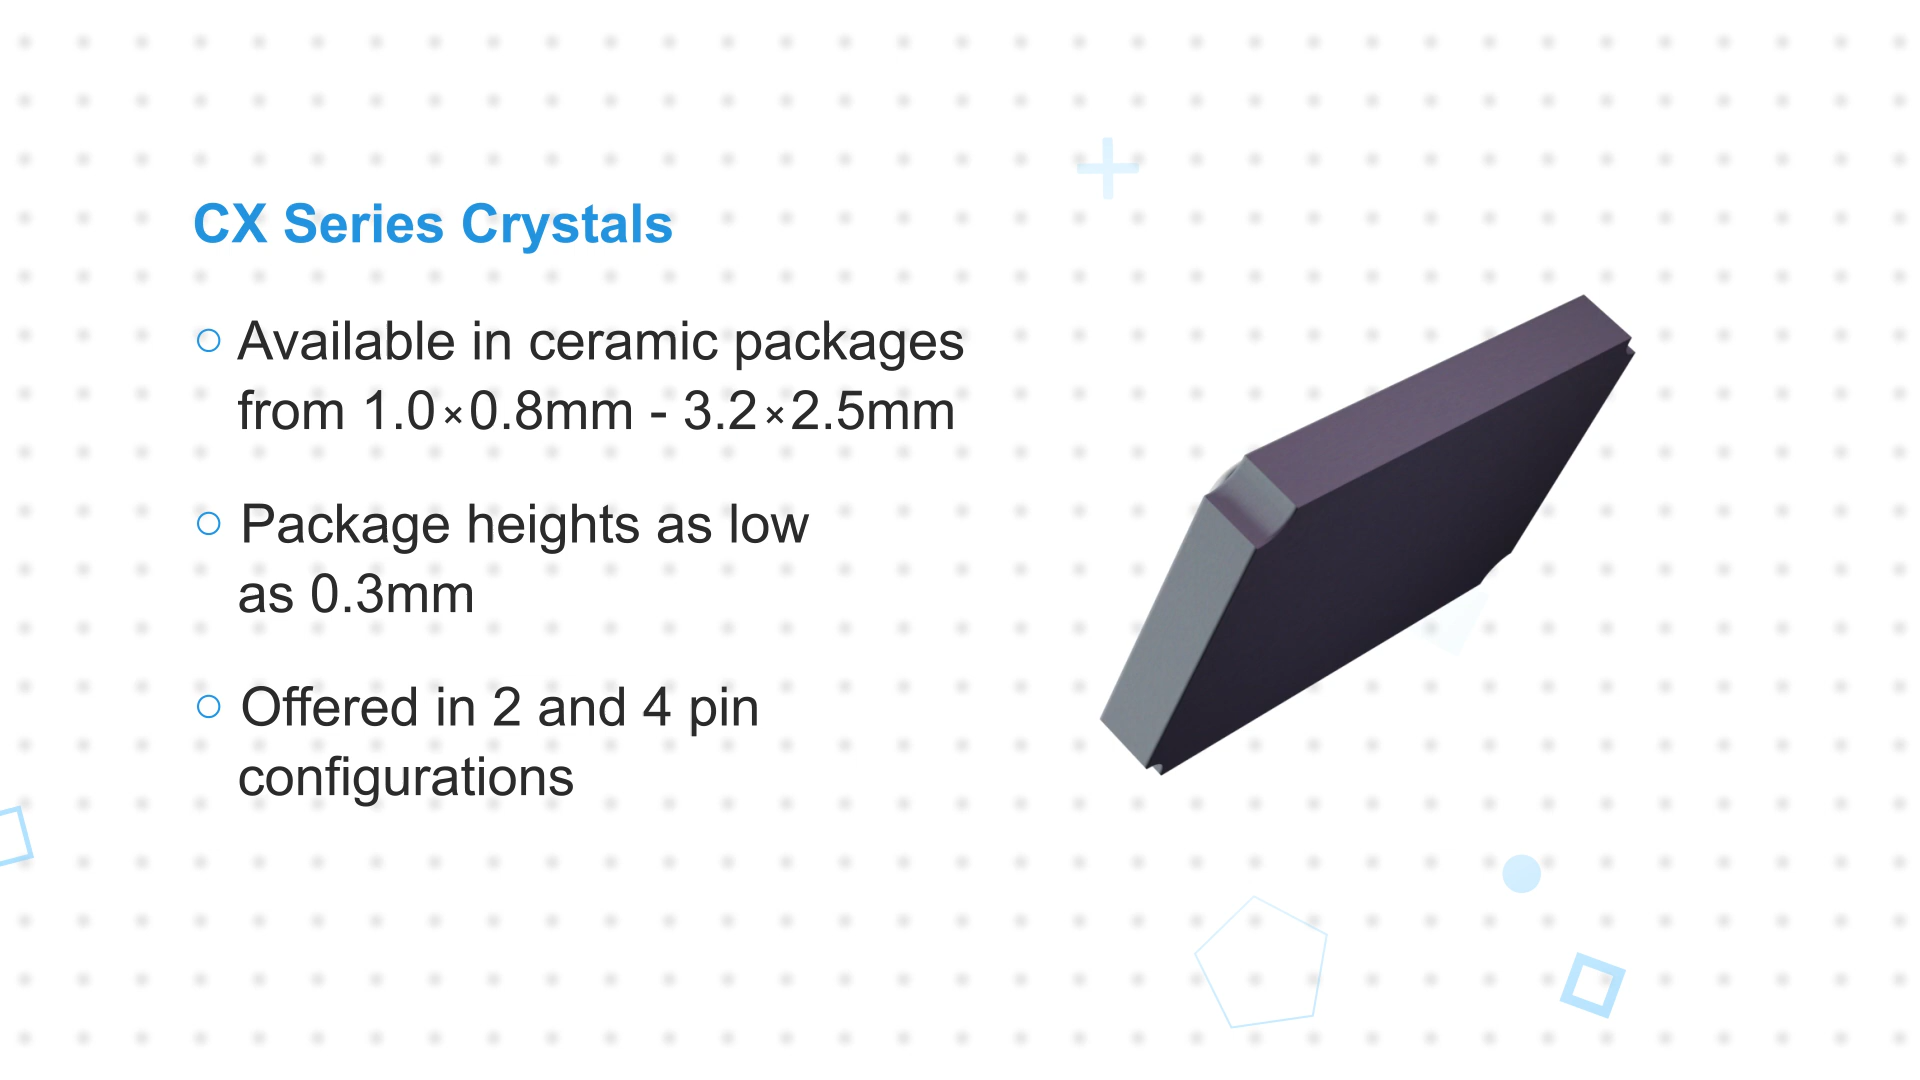 CX Series Crystals
Available in ceramic packages
from 1.0×0.8mm - 3.2×2.5mm
Package heights as low
as 0.3mm
Offered in 2 and 4 pin
configurations